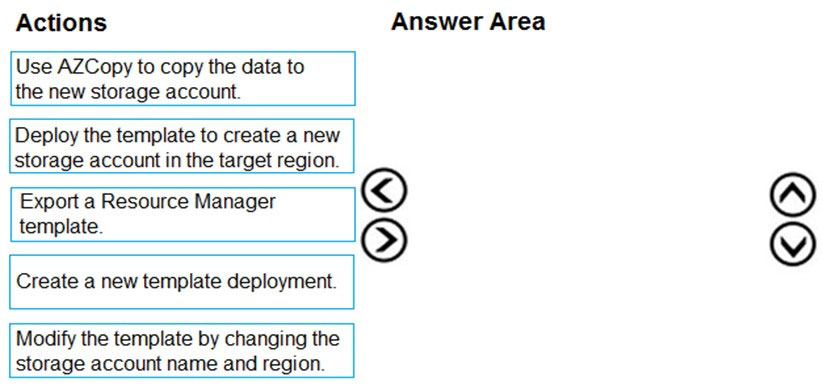 Actions
Answer Area
Use AZCopy to copy the data to
the new storage account.
Deploy the template to create a new
storage account in the target region.
Export a Resource Manager
template.
Create a new template deployment.
Modify the template by changing the
storage account name and region.